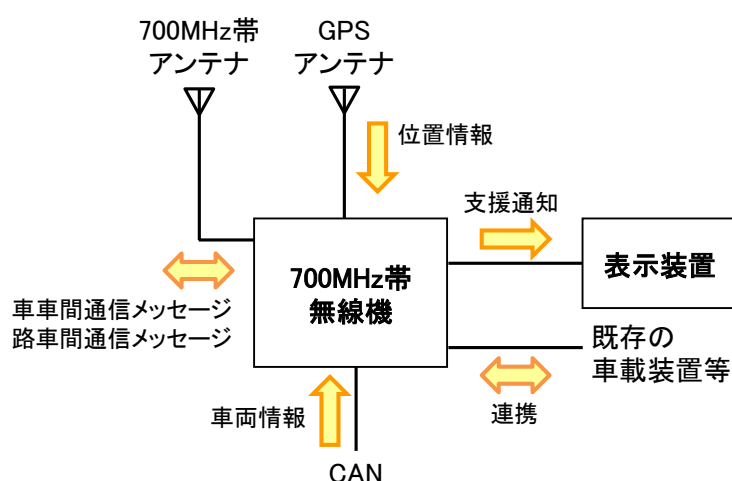 700MHz帯
アンテナ
GPS
アンテナ
位置情報
支援通知
700MHz帯
無線機
表示装置
車車間通信メッセージ
路車間通信メッセージ
既存の
車載装置等
連携
車両情報
CAN